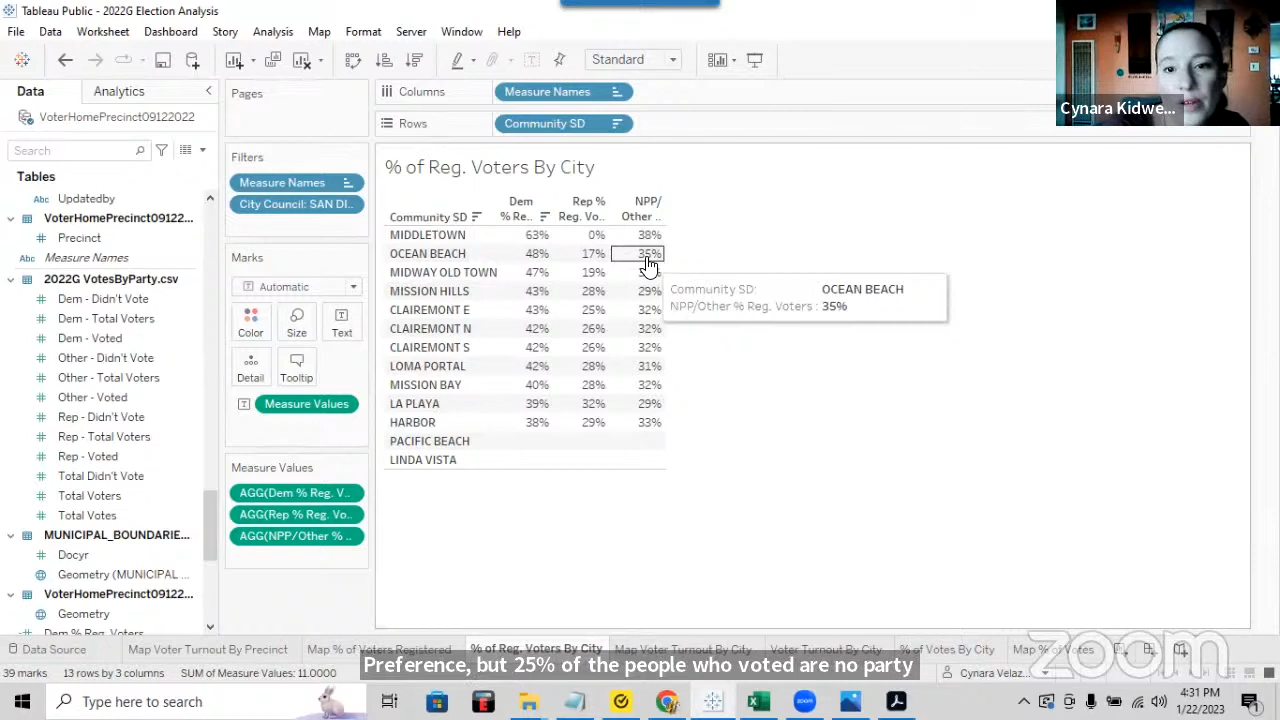 Tableau Public - 2022G Election Analysis
File Data Worksheet Dashboard Story Analysis Map Format Server Window Help
Standard
Data Analytics
VoterHomePrecinct09122022
Search
Tables
Abc Updatedby
VoterHomePrecinct09122...
Precinct
Abc Measure Names
2022G VotesByParty.csv
Dem - Didn't Vote
Dem - Total Voters
Dem - Voted
Other - Didn't Vote
Other - Total Voters
Other - Voted
Rep - Didn't Vote
Rep - Total Voters
Rep - Voted
Total Didn't Vote
Total Voters
Total Votes
MUNICIPAL_BOUNDARIE...
Docyr
Geometry (MUNICIPAL ...
VoterHomePrecinct09122...
Geometry
Dem % Reg. Voters
Pages
Filters
Measure Names
City Council: SAN DI..
Marks
Automatic
Color Size Text
Detail Tooltip
Measure Values
Measure Values
AGG(Dem % Reg. V..
AGG(Rep % Reg. Vo..
AGG(NPP/Other % ..
Columns Measure Names
Rows Community SD
% of Reg. Voters By City
Dem Rep % NPP/
Community SD % Re.. Reg. Vo.. Other ..
MIDDLETOWN 63% 0% 38%
OCEAN BEACH 48% 17% 35%
MIDWAY OLD TOWN 47% 19%
MISSION HILLS 43% 28% 29%
CLAIREMONT E 43% 25% 32%
CLAIREMONT N 42% 26% 32%
CLAIREMONT S 42% 26% 32%
LOMA PORTAL 42% 28% 31%
MISSION BAY 40% 28% 32%
LA PLAYA 39% 32% 29%
HARBOR 38% 29% 33%
PACIFIC BEACH
LINDA VISTA
Community SD: OCEAN BEACH
NPP/Other % Reg. Voters : 35%
Cynara Kidwe...
Data Source Map Voter Turnout By Precinct Map % of Voters Registered % of Reg. Voters By City Map Voter Turnout By City Voter Turnout By City % of Votes By City Map % of Votes
Preference, but 25% of the people who voted are no party
zoom
39 marks 13 rows by 3 columns SUM of Measure Values: 11.0000 Cynara Velaz...
Type here to search
4:31 PM
1/22/2023